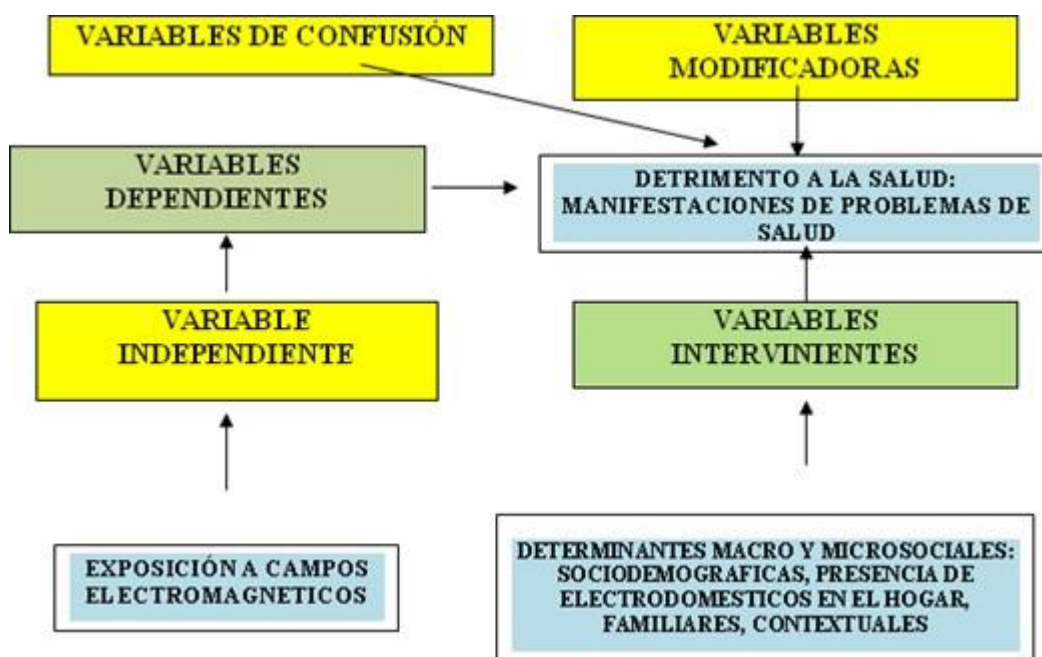 VARIABLES DE CONFUSIÓN
VARIABLES
MODIFICADORAS
VARIABLES
DEPENDIENTES
DETRIMENTO A LA SALUD:
MANIFESTACIONES DE PROBLEMAS DE
SALUD
VARIABLE
INDEPENDIENTE
VARIABLES
INTERVINIENTES
EXPOSICIÓN A CAMPOS
ELECTROMAGNETICOS
DETERMINANTES MACRO Y MICROSOCIALES:
SOCIODEMOGRAFICAS, PRESENCIA DE
ELECTRODOMESTICOS EN EL HOGAR,
FAMILIARES, CONTEXTUALES